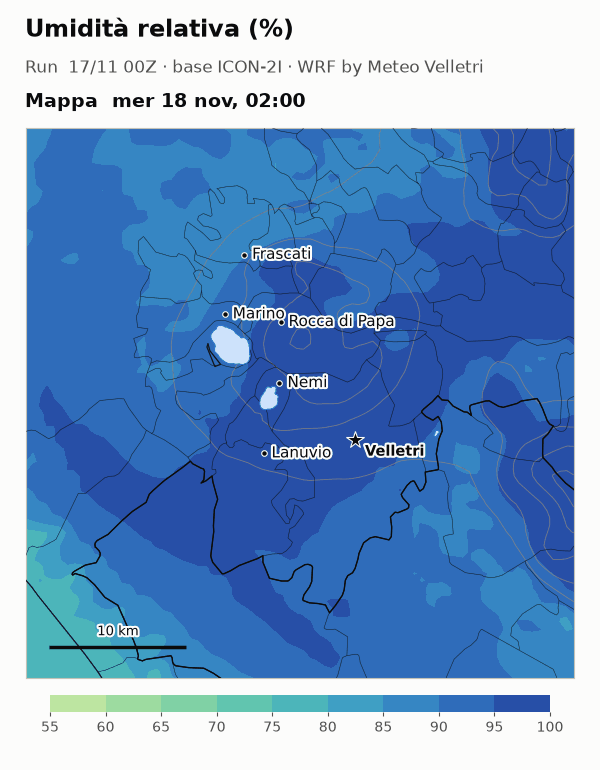 Umidità relativa (%)
Run  17/11 00Z · base ICON-2I · WRF by Meteo Velletri
Mappa  mer 18 nov, 02:00
Frascati
Marino
Rocca di Papa
Nemi
Velletri
Lanuvio
10 km
55 60 65 70 75 80 85 90 95 100